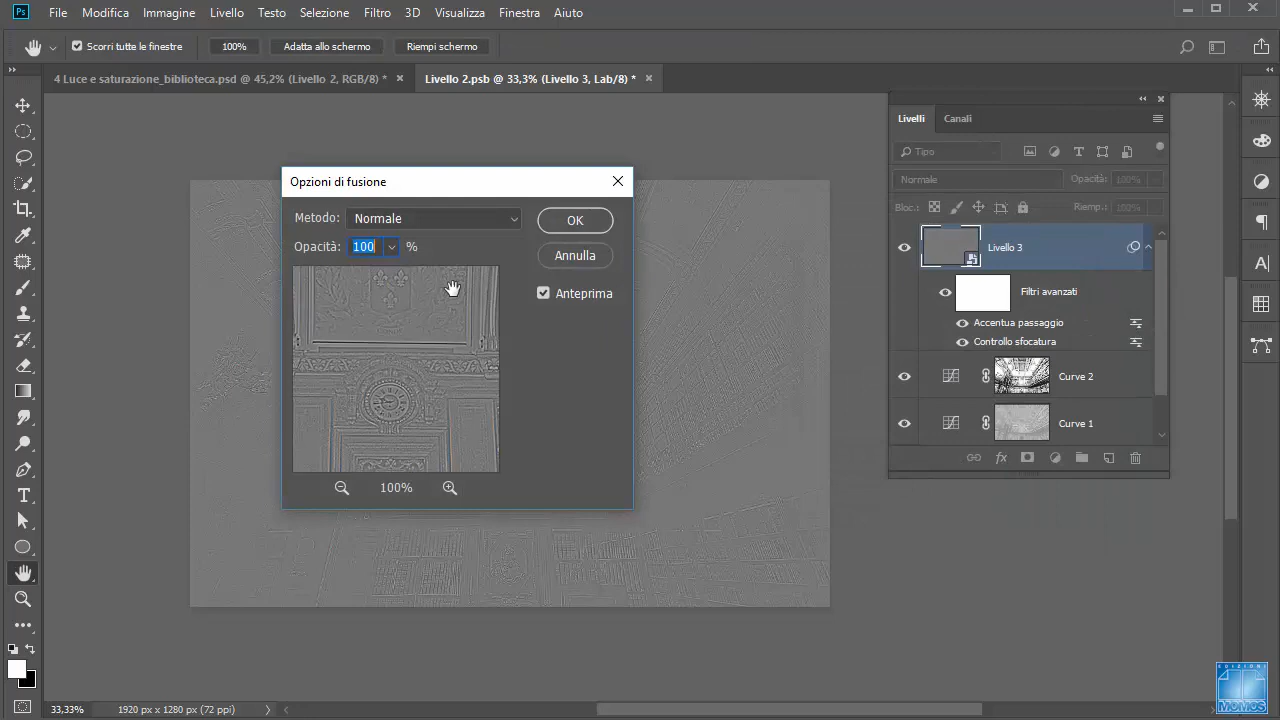 Ps File Modifica Immagine Livello Testo Selezione Filtro 3D Visualizza Finestra Aiuto
Scorri tutte le finestre 100% Adatta allo schermo Riempi schermo
4 Luce e saturazione_biblioteca.psd @ 45,2% (Livello 2, RGB/8) * Livello 2.psb @ 33,3% (Livello 3, Lab/8) *
Livelli Canali
Tipo
Normale Opacità: 100%
Bloc.: Riemp.: 100%
Livello 3
Filtri avanzati
Accentua passaggio
Controllo sfocatura
Curve 2
Curve 1
fx
Opzioni di fusione
Metodo: Normale OK
Opacità: 100 % Annulla
Anteprima
100%
33,33% 1920 px x 1280 px (72 ppi)
EDIZIONI
MOMOS